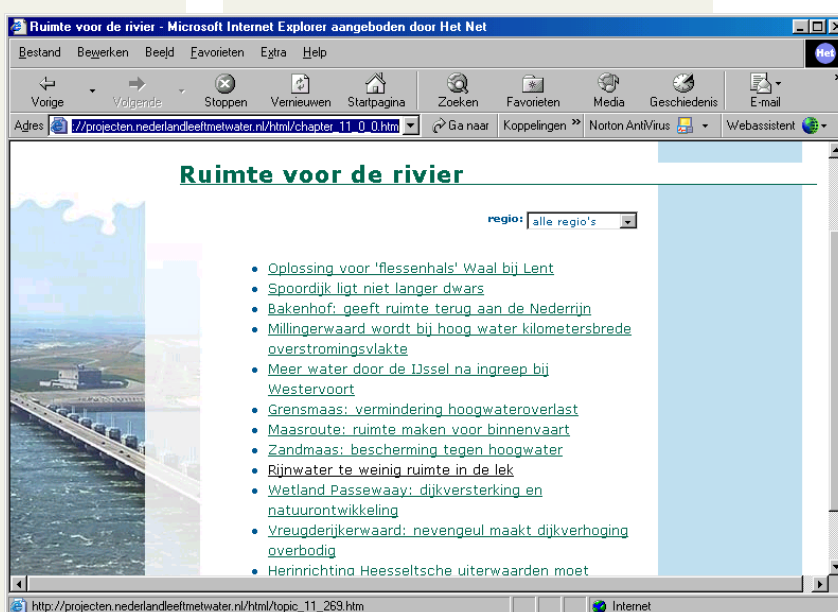 Ruimte voor de rivier - Microsoft Internet Explorer aangeboden door Het Net
Bestand Bewerken Beeld Favorieten Extra Help
Het
Vorige Volgende Stoppen Vernieuwen Startpagina Zoeken Favorieten Media Geschiedenis E-mail »
Adres ://projecten.nederlandleeftmetwater.nl/html/chapter_11_0_0.htm Ga naar Koppelingen » Norton AntiVirus Webassistent
Ruimte voor de rivier
regio: alle regio's
• Oplossing voor 'flessenhals' Waal bij Lent
• Spoordijk ligt niet langer dwars
• Bakenhof: geeft ruimte terug aan de Nederrijn
• Millingerwaard wordt bij hoog water kilometersbrede
overstromingsvlakte
• Meer water door de IJssel na ingreep bij
Westervoort
• Grensmaas: vermindering hoogwateroverlast
• Maasroute: ruimte maken voor binnenvaart
• Zandmaas: bescherming tegen hoogwater
• Rijnwater te weinig ruimte in de lek
• Wetland Passewaay: dijkversterking en
natuurontwikkeling
• Vreugderijkerwaard: nevengeul maakt dijkverhoging
overbodig
• Herinrichting Heesseltsche uiterwaarden moet
http://projecten.nederlandleeftmetwater.nl/html/topic_11_269.htm Internet